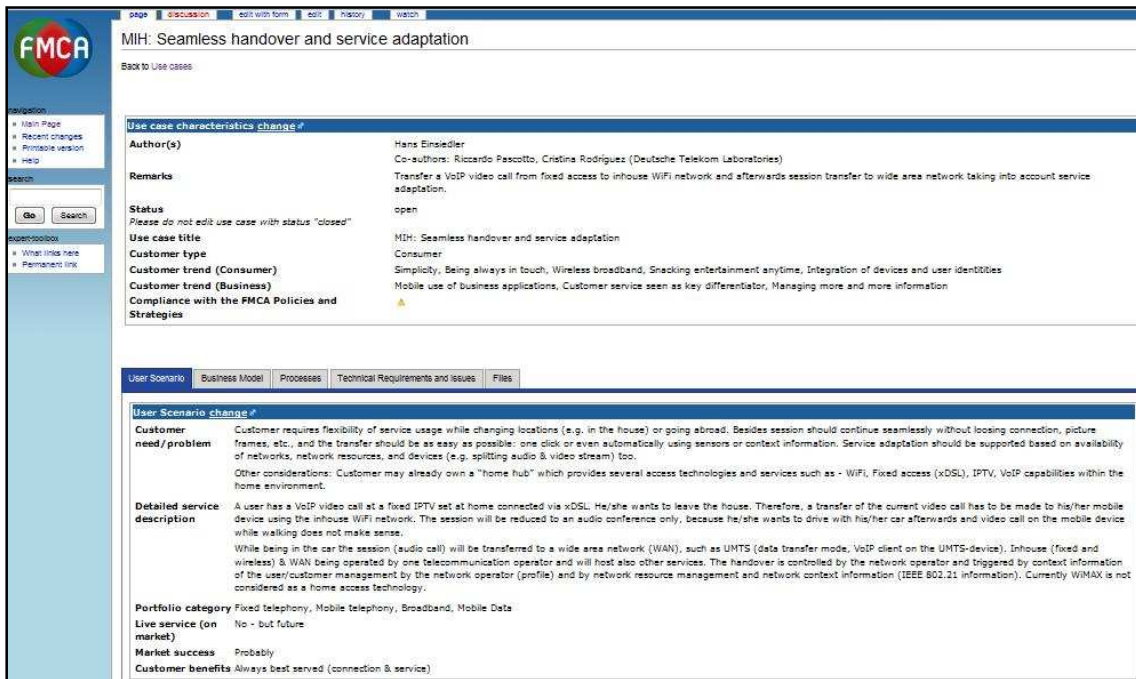 page discussion edit with form edit history watch
FMCA
MIH: Seamless handover and service adaptation
Back to Use cases
navigation
Main Page
Recent changes
Printable version
Help
search
Go Search
expert-toolbox
What links here
Permanent link
Use case characteristics change
Author(s) Hans Einsiedler
Co-authors: Riccardo Pascotto, Cristina Rodríguez (Deutsche Telekom Laboratories)
Remarks Transfer a VoIP video call from fixed access to inhouse WiFi network and afterwards session transfer to wide area network taking into account service
adaptation.
Status open
Please do not edit use case with status "closed"
Use case title MIH: Seamless handover and service adaptation
Customer type Consumer
Customer trend (Consumer) Simplicity, Being always in touch, Wireless broadband, Snacking entertainment anytime, Integration of devices and user identitities
Customer trend (Business) Mobile use of business applications, Customer service seen as key differentiator, Managing more and more information
Compliance with the FMCA Policies and
Strategies
User Scenario Business Model Processes Technical Requirements and Issues Files
User Scenario change
Customer Customer requires flexibility of service usage while changing locations (e.g. in the house) or going abroad. Besides session should continue seamlessly without loosing connection, picture
need/problem frames, etc., and the transfer should be as easy as possible: one click or even automatically using sensors or context information. Service adaptation should be supported based on availability
of networks, network resources, and devices (e.g. splitting audio & video stream) too.
Other considerations: Customer may already own a "home hub" which provides several access technologies and services such as - WiFi, Fixed access (xDSL), IPTV, VoIP capabilities within the
home environment.
Detailed service A user has a VoIP video call at a fixed IPTV set at home connected via xDSL. He/she wants to leave the house. Therefore, a transfer of the current video call has to be made to his/her mobile
description device using the inhouse WiFi network. The session will be reduced to an audio conference only, because he/she wants to drive with his/her car afterwards and video call on the mobile device
while walking does not make sense.
While being in the car the session (audio call) will be transferred to a wide area network (WAN), such as UMTS (data transfer mode, VoIP client on the UMTS-device). Inhouse (fixed and
wireless) & WAN being operated by one telecommunication operator and will host also other services. The handover is controlled by the network operator and triggered by context information
of the user/customer management by the network operator (profile) and by network resource management and network context information (IEEE 802.21 information). Currently WiMAX is not
considered as a home access technology.
Portfolio category Fixed telephony, Mobile telephony, Broadband, Mobile Data
Live service (on No - but future
market)
Market success Probably
Customer benefits Always best served (connection & service)